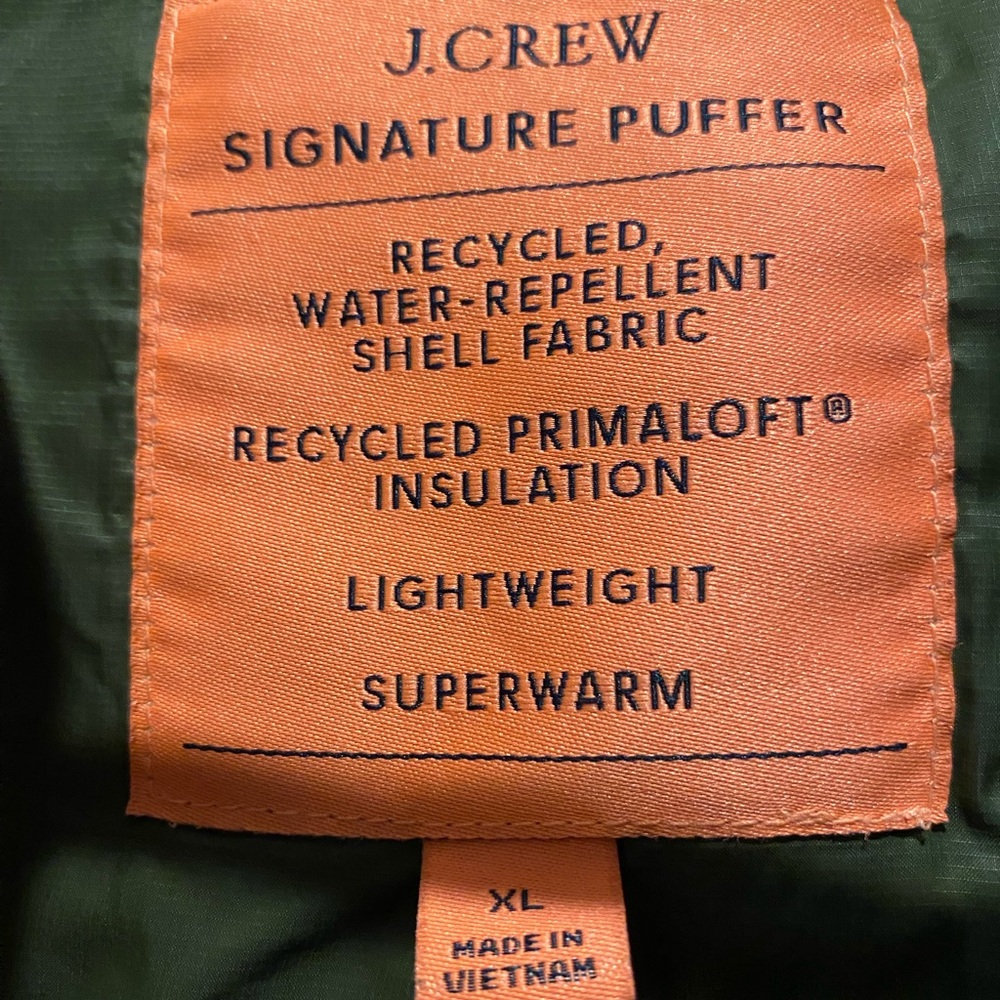 J.CREW
SIGNATURE PUFFER
RECYCLED,
WATER-REPELLENT
SHELL FABRIC
RECYCLED PRIMALOFT®
INSULATION
LIGHTWEIGHT
SUPERWARM
XL
MADE IN
VIETNAM